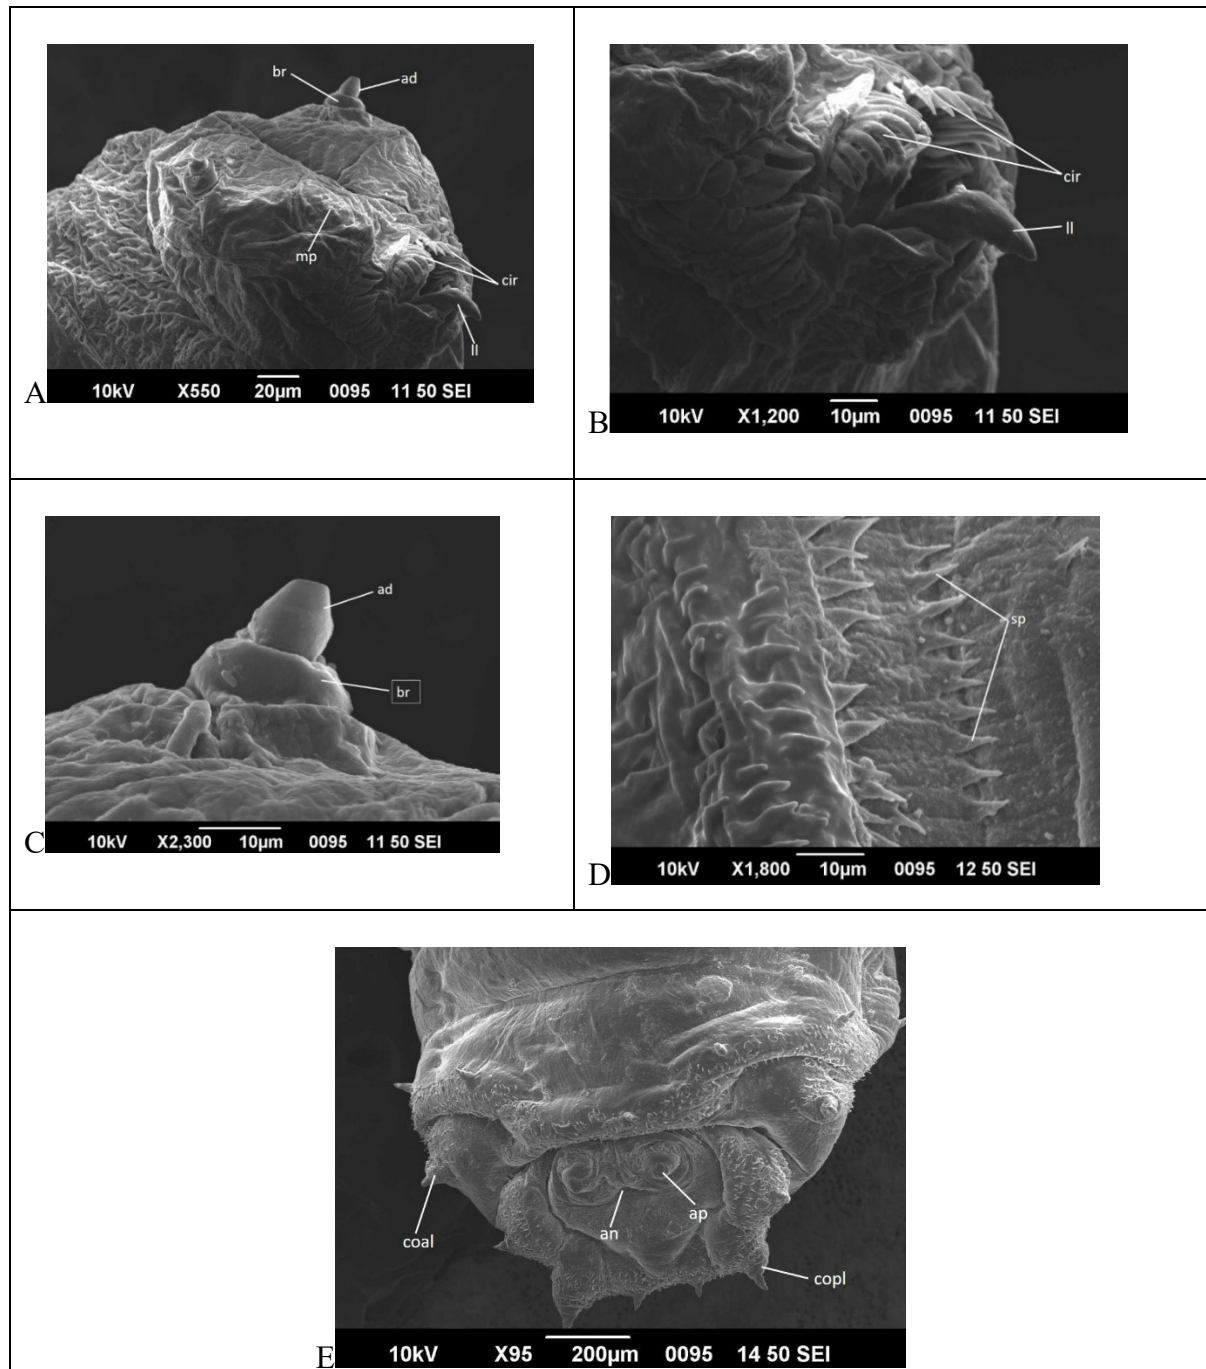 br
ad
mp
cir
ll
10kV X550 20µm 0095 11 50 SEI
A
cir
ll
10kV X1,200 10µm 0095 11 50 SEI
B
ad
br
10kV X2,300 10µm 0095 11 50 SEI
C
sp
10kV X1,800 10µm 0095 12 50 SEI
D
coal
an
ap
copl
10kV X95 200µm 0095 14 50 SEI
E